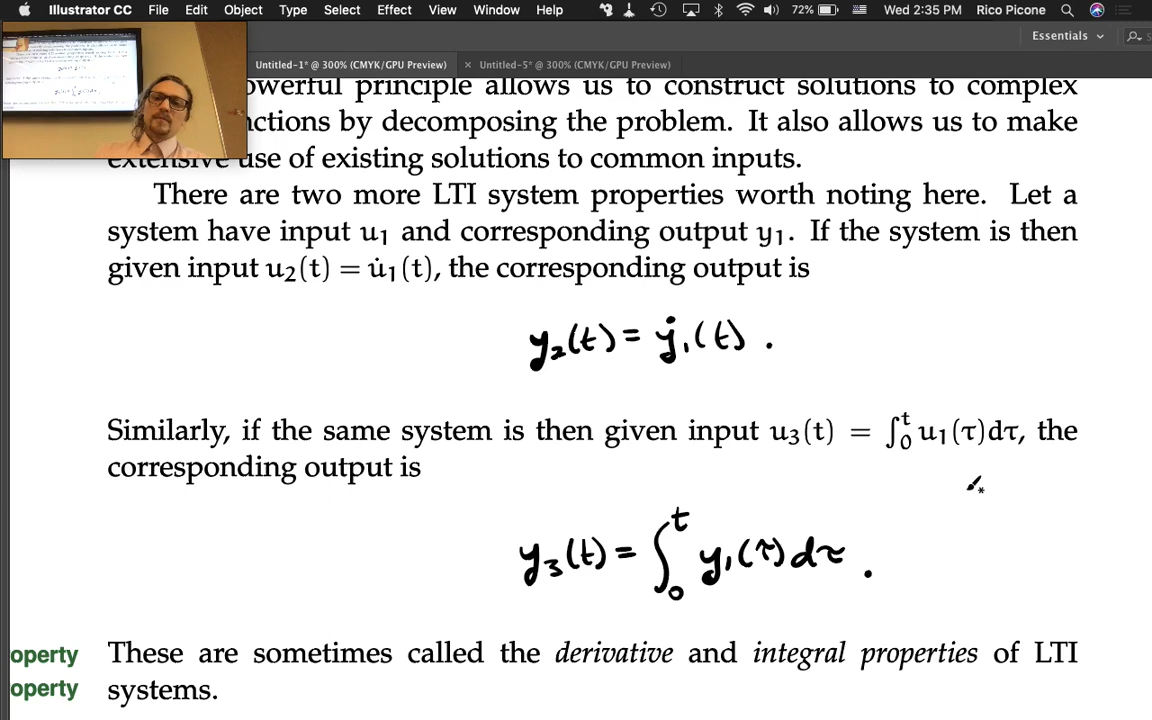 Illustrator CC File Edit Object Type Select Effect View Window Help 72% Wed 2:35 PM Rico Picone
Essentials
Untitled-1* @ 300% (CMYK/GPU Preview) × Untitled-5* @ 300% (CMYK/GPU Preview)
owerful principle allows us to construct solutions to complex
nctions by decomposing the problem. It also allows us to make
extensive use of existing solutions to common inputs.
There are two more LTI system properties worth noting here. Let a
system have input u₁ and corresponding output y₁. If the system is then
given input u₂(t) = u̇₁(t), the corresponding output is
y₂(t) = ẏ₁(t) .
Similarly, if the same system is then given input u₃(t) = ∫₀ᵗ u₁(τ)dτ, the
corresponding output is
y₃(t) = ∫₀ᵗ y₁(τ)dτ .
operty These are sometimes called the derivative and integral properties of LTI
operty systems.